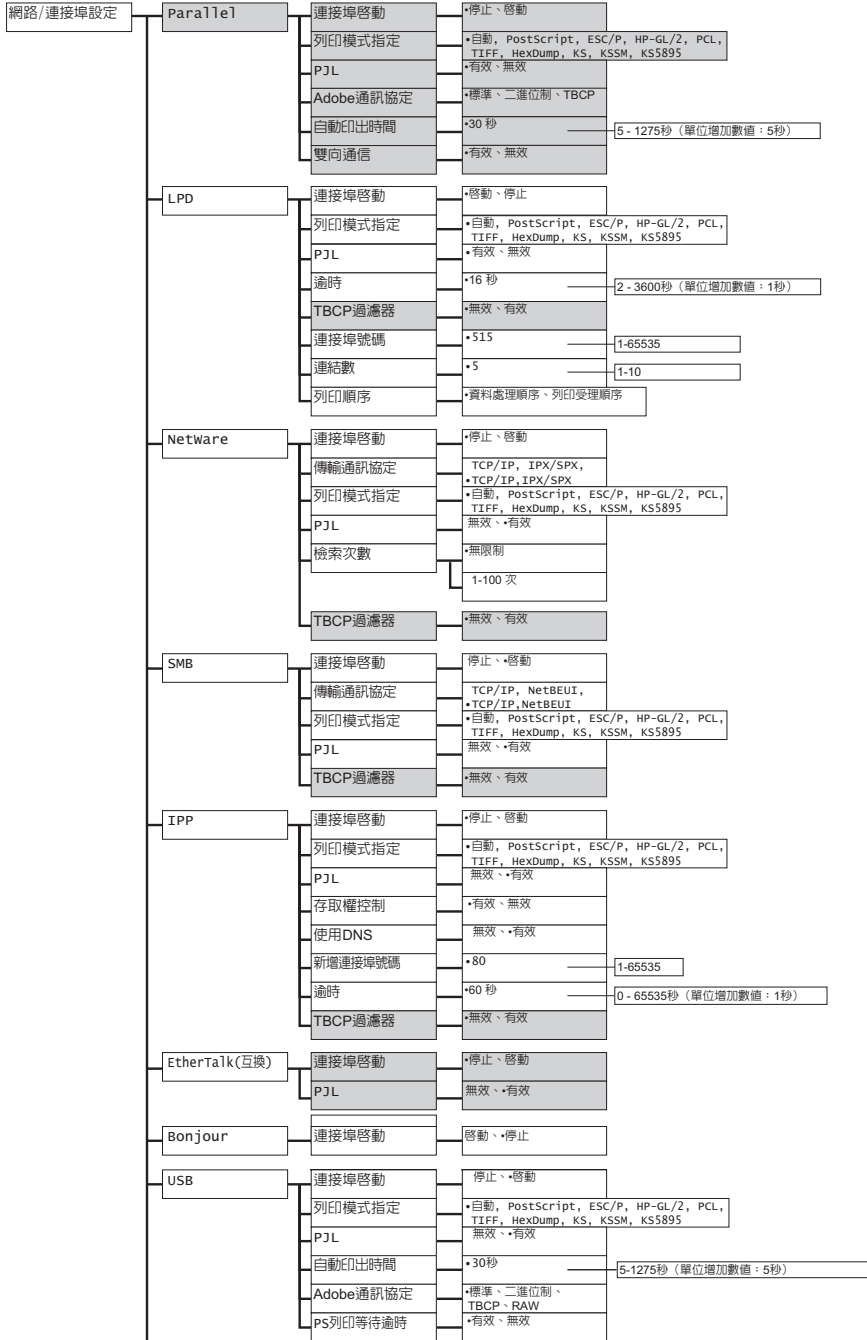 網路/連接埠設定
Parallel
連接埠啓動
•停止、啓動
列印模式指定
•自動, PostScript, ESC/P, HP-GL/2, PCL,
TIFF, HexDump, KS, KSSM, KS5895
PJL
•有效、無效
Adobe通訊協定
•標準、二進位制、TBCP
自動印出時間
•30 秒
5 - 1275秒（單位增加數值：5秒）
雙向通信
•有效、無效
LPD
連接埠啓動
•啓動、停止
列印模式指定
•自動, PostScript, ESC/P, HP-GL/2, PCL,
TIFF, HexDump, KS, KSSM, KS5895
PJL
•有效、無效
逾時
•16 秒
2 - 3600秒（單位增加數值：1秒）
TBCP過濾器
•無效、有效
連接埠號碼
•515
1-65535
連結數
•5
1-10
列印順序
•資料處理順序、列印受理順序
NetWare
連接埠啓動
•停止、啓動
傳輸通訊協定
TCP/IP, IPX/SPX,
•TCP/IP,IPX/SPX
列印模式指定
•自動, PostScript, ESC/P, HP-GL/2, PCL,
TIFF, HexDump, KS, KSSM, KS5895
PJL
無效、•有效
檢索次數
•無限制
1-100 次
TBCP過濾器
•無效、有效
SMB
連接埠啓動
停止、•啓動
傳輸通訊協定
TCP/IP, NetBEUI,
•TCP/IP,NetBEUI
列印模式指定
•自動, PostScript, ESC/P, HP-GL/2, PCL,
TIFF, HexDump, KS, KSSM, KS5895
PJL
無效、•有效
TBCP過濾器
•無效、有效
IPP
連接埠啓動
•停止、啓動
列印模式指定
•自動, PostScript, ESC/P, HP-GL/2, PCL,
TIFF, HexDump, KS, KSSM, KS5895
PJL
無效、•有效
存取權控制
•有效、無效
使用DNS
無效、•有效
新增連接埠號碼
•80
1-65535
逾時
•60 秒
0 - 65535秒（單位增加數值：1秒）
TBCP過濾器
•無效、有效
EtherTalk(互換)
連接埠啓動
•停止、啓動
PJL
無效、•有效
Bonjour
連接埠啓動
啓動、•停止
USB
連接埠啓動
停止、•啓動
列印模式指定
•自動, PostScript, ESC/P, HP-GL/2, PCL,
TIFF, HexDump, KS, KSSM, KS5895
PJL
無效、•有效
自動印出時間
•30秒
5-1275秒（單位增加數值：5秒）
Adobe通訊協定
•標準、二進位制、
TBCP、RAW
PS列印等待逾時
•有效、無效